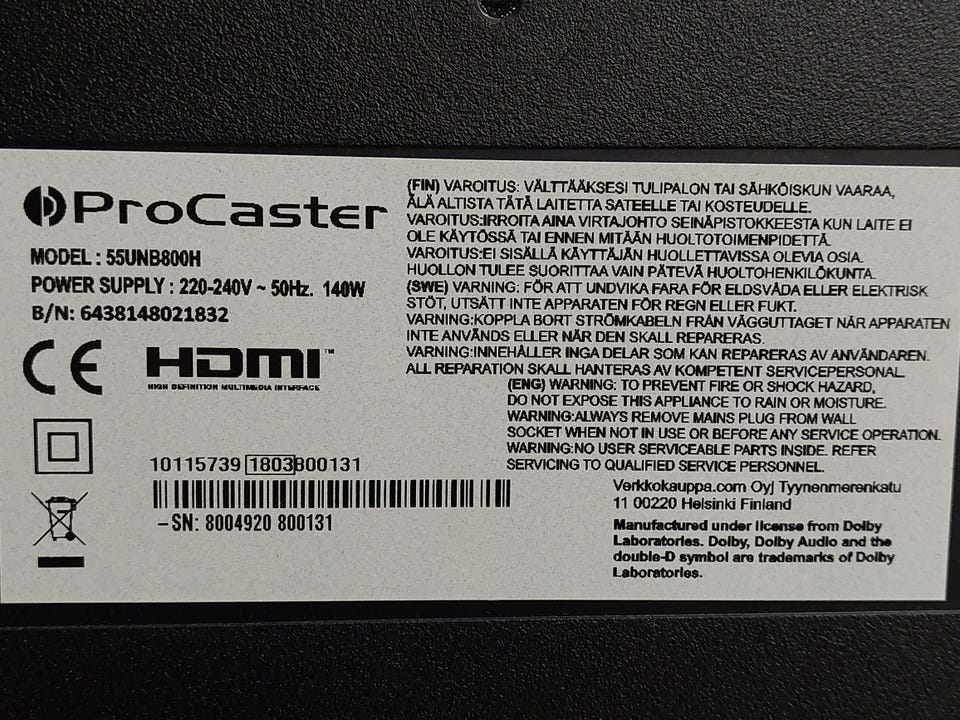 ProCaster
MODEL : 55UNB800H
POWER SUPPLY : 220-240V ~ 50Hz. 140W
B/N: 6438148021832
CE HDMI™
HIGH DEFINITION MULTIMEDIA INTERFACE
10115739 1803800131
–SN: 8004920 800131
(FIN) VAROITUS: VÄLTTÄÄKSESI TULIPALON TAI SÄHKÖISKUN VAARAA,
ÄLÄ ALTISTA TÄTÄ LAITETTA SATEELLE TAI KOSTEUDELLE.
VAROITUS:IRROITA AINA VIRTAJOHTO SEINÄPISTOKKEESTA KUN LAITE EI
OLE KÄYTÖSSÄ TAI ENNEN MITÄÄN HUOLTOTOIMENPIDETTÄ.
VAROITUS:EI SISÄLLÄ KÄYTTÄJÄN HUOLLETTAVISSA OLEVIA OSIA.
HUOLLON TULEE SUORITTAA VAIN PÄTEVÄ HUOLTOHENKILÖKUNTA.
(SWE) VARNING: FÖR ATT UNDVIKA FARA FÖR ELDSVÅDA ELLER ELEKTRISK
STÖT, UTSÄTT INTE APPARATEN FÖR REGN ELLER FUKT.
VARNING:KOPPLA BORT STRÖMKABELN FRÅN VÄGGUTTAGET NÄR APPARATEN
INTE ANVÄNDS ELLER NÄR DEN SKALL REPARERAS.
VARNING:INNEHÅLLER INGA DELAR SOM KAN REPARERAS AV ANVÄNDAREN.
ALL REPARATION SKALL HANTERAS AV KOMPETENT SERVICEPERSONAL.
(ENG) WARNING: TO PREVENT FIRE OR SHOCK HAZARD,
DO NOT EXPOSE THIS APPLIANCE TO RAIN OR MOISTURE.
WARNING:ALWAYS REMOVE MAINS PLUG FROM WALL
SOCKET WHEN NOT IN USE OR BEFORE ANY SERVICE OPERATION.
WARNING:NO USER SERVICEABLE PARTS INSIDE. REFER
SERVICING TO QUALIFIED SERVICE PERSONNEL.
Verkkokauppa.com Oyj Tyynenmerenkatu
11 00220 Helsinki Finland
Manufactured under license from Dolby
Laboratories. Dolby, Dolby Audio and the
double-D symbol are trademarks of Dolby
Laboratories.